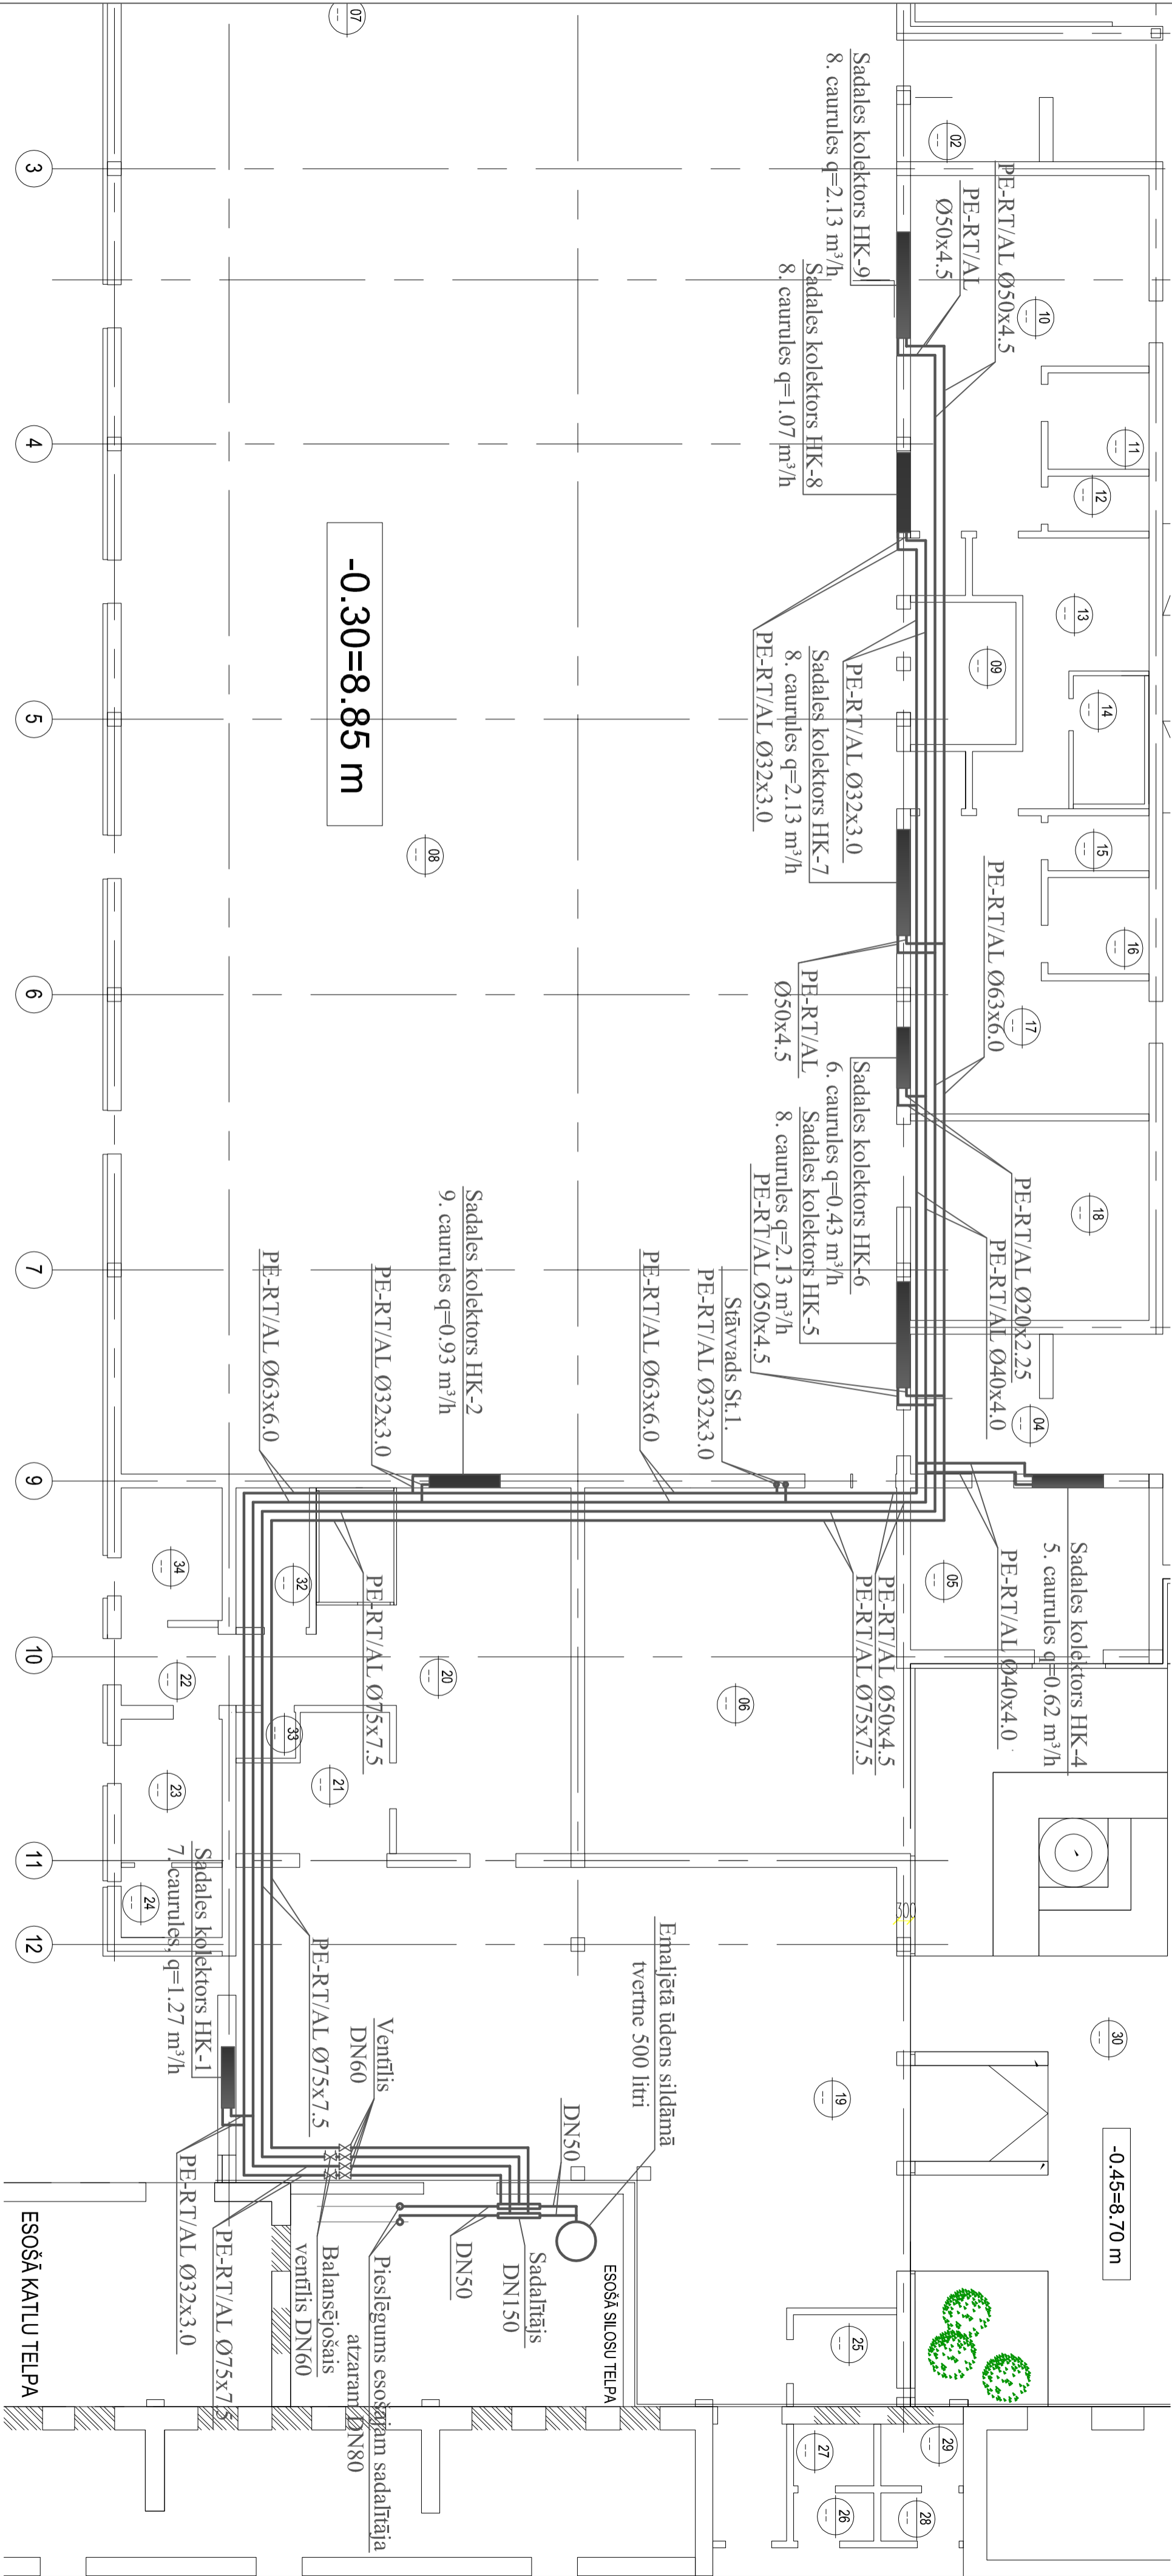 07
02
10
11
12
13
09
14
15
16
17
18
04
05
08
3
4
5
6
7
9
10
11
12
Sadales kolektors HK-9
8. caurules q=2.13 m³/h
PE-RT/AL Ø50x4.5
PE-RT/AL
Ø50x4.5
Sadales kolektors HK-8
8. caurules q=1.07 m³/h
PE-RT/AL Ø32x3.0
Sadales kolektors HK-7
8. caurules q=2.13 m³/h
PE-RT/AL Ø32x3.0
-0.30=8.85 m
PE-RT/AL Ø63x6.0
PE-RT/AL
Ø50x4.5
Sadales kolektors HK-6
6. caurules q=0.43 m³/h
Sadales kolektors HK-5
8. caurules q=2.13 m³/h
PE-RT/AL Ø50x4.5
PE-RT/AL Ø20x2.25
PE-RT/AL Ø40x4.0
Stāvvads St.1.
PE-RT/AL Ø32x3.0
PE-RT/AL Ø63x6.0
Sadales kolektors HK-2
9. caurules q=0.93 m³/h
PE-RT/AL Ø32x3.0
PE-RT/AL Ø63x6.0
Sadales kolektors HK-4
5. caurules q=0.62 m³/h
PE-RT/AL Ø40x4.0
PE-RT/AL Ø50x4.5
PE-RT/AL Ø75x7.5
PE-RT/AL Ø75x7.5
34
32
22
33
20
06
21
23
24
300
Sadales kolektors HK-1
7. caurules, q=1.27 m³/h
PE-RT/AL Ø75x7.5
Ventīlis
DN60
Emaljētā ūdens sildāmā
tvertne 500 litri
DN50
30
19
-0.45=8.70 m
PE-RT/AL Ø32x3.0
PE-RT/AL Ø75x7.5
Balansējošais
ventīlis DN60
Pieslēgums esošajam sadalītāja
atzaram DN80
DN50
Sadalītājs
DN150
ESOŠĀ SILOSU TELPA
ESOŠĀ KATLU TELPA
25
27
29
26
28